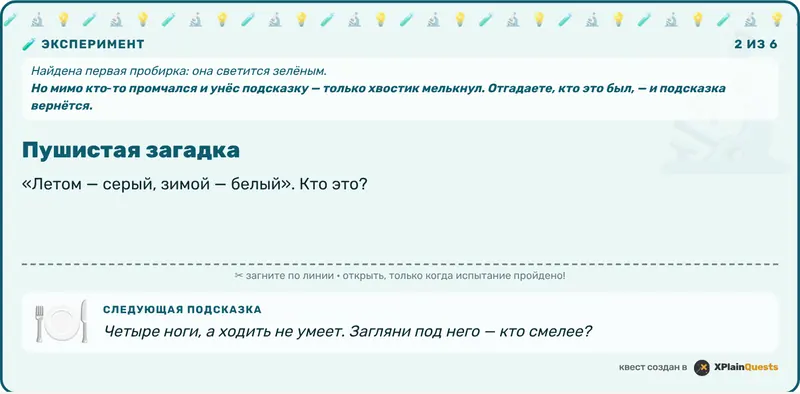 ЭКСПЕРИМЕНТ
2 ИЗ 6
Найдена первая пробирка: она светится зелёным.
Но мимо кто-то промчался и унёс подсказку — только хвостик мелькнул. Отгадаете, кто это был, — и подсказка
вернётся.
Пушистая загадка
«Летом — серый, зимой — белый». Кто это?
✂ загните по линии · открыть, только когда испытание пройдено!
СЛЕДУЮЩАЯ ПОДСКАЗКА
Четыре ноги, а ходить не умеет. Загляни под него — кто смелее?
квест создан в XPlainQuests